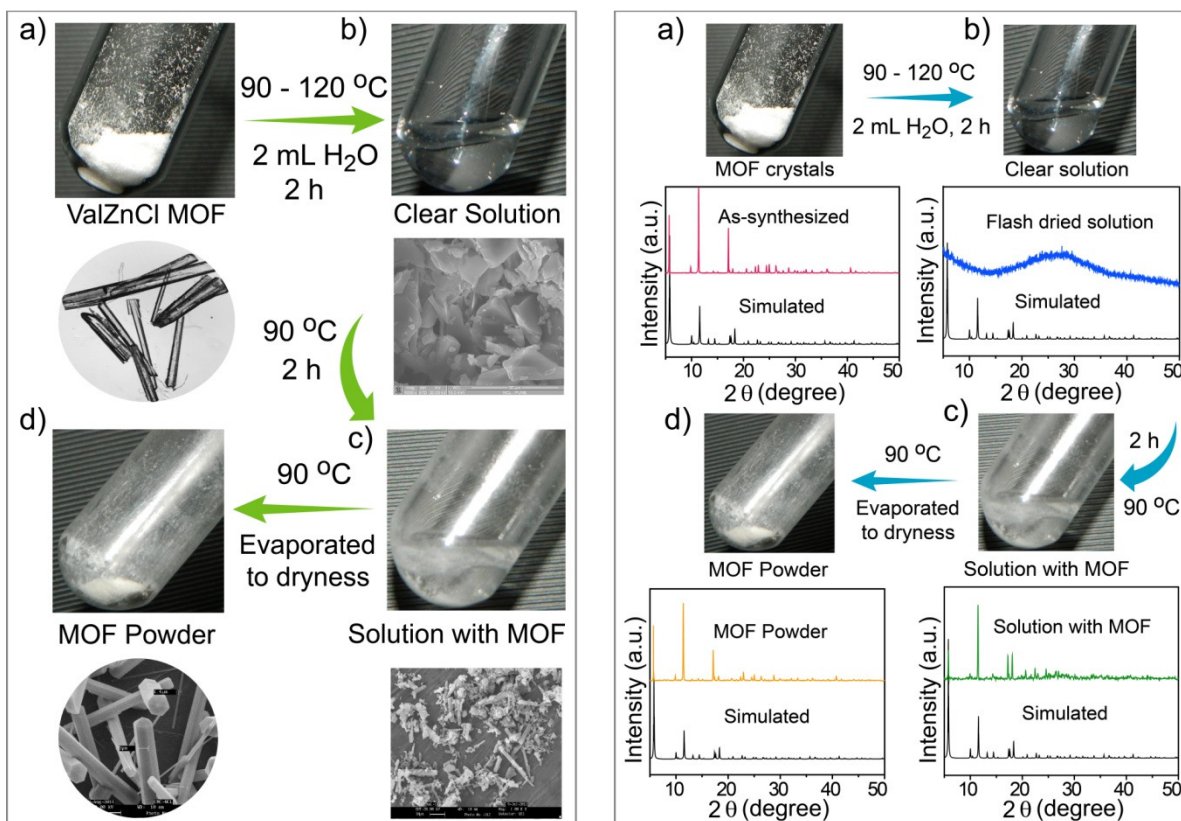 a)
b)
90 - 120 °C
2 mL H₂O
2 h
ValZnCl MOF
Clear Solution
90 °C
2 h
d)
c)
90 °C
Evaporated
to dryness
MOF Powder
Solution with MOF
a)
b)
90 - 120 °C
2 mL H₂O, 2 h
MOF crystals
Clear solution
Intensity (a.u.)
As-synthesized
Simulated
10 20 30 40 50
2 θ (degree)
Intensity (a.u.)
Flash dried solution
Simulated
10 20 30 40 50
2 θ (degree)
d)
c)
2 h
90 °C
90 °C
Evaporated
to dryness
MOF Powder
Solution with MOF
Intensity (a.u.)
MOF Powder
Simulated
10 20 30 40 50
2 θ (degree)
Intensity (a.u.)
Solution with MOF
Simulated
10 20 30 40 50
2 θ (degree)